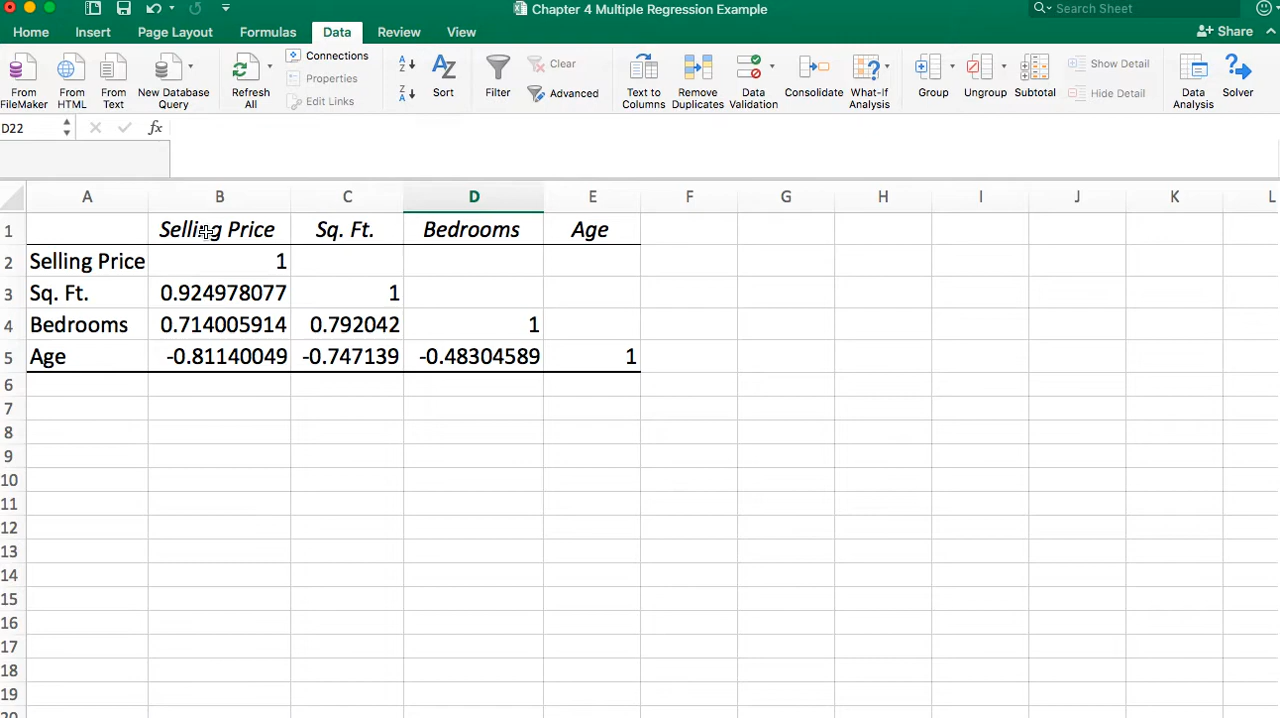 Chapter 4 Multiple Regression Example
Search Sheet
Home Insert Page Layout Formulas Data Review View
Share
From FileMaker
From HTML
From Text
New Database Query
Refresh All
Connections
Properties
Edit Links
Sort
Filter
Clear
Advanced
Text to Columns
Remove Duplicates
Data Validation
Consolidate
What-If Analysis
Group
Ungroup
Subtotal
Show Detail
Hide Detail
Data Analysis
Solver
D22 fx
A B C D E F G H I J K L
1 Selling Price Sq. Ft. Bedrooms Age
2 Selling Price 1
3 Sq. Ft. 0.924978077 1
4 Bedrooms 0.714005914 0.792042 1
5 Age -0.81140049 -0.747139 -0.48304589 1
6
7
8
9
10
11
12
13
14
15
16
17
18
19
20